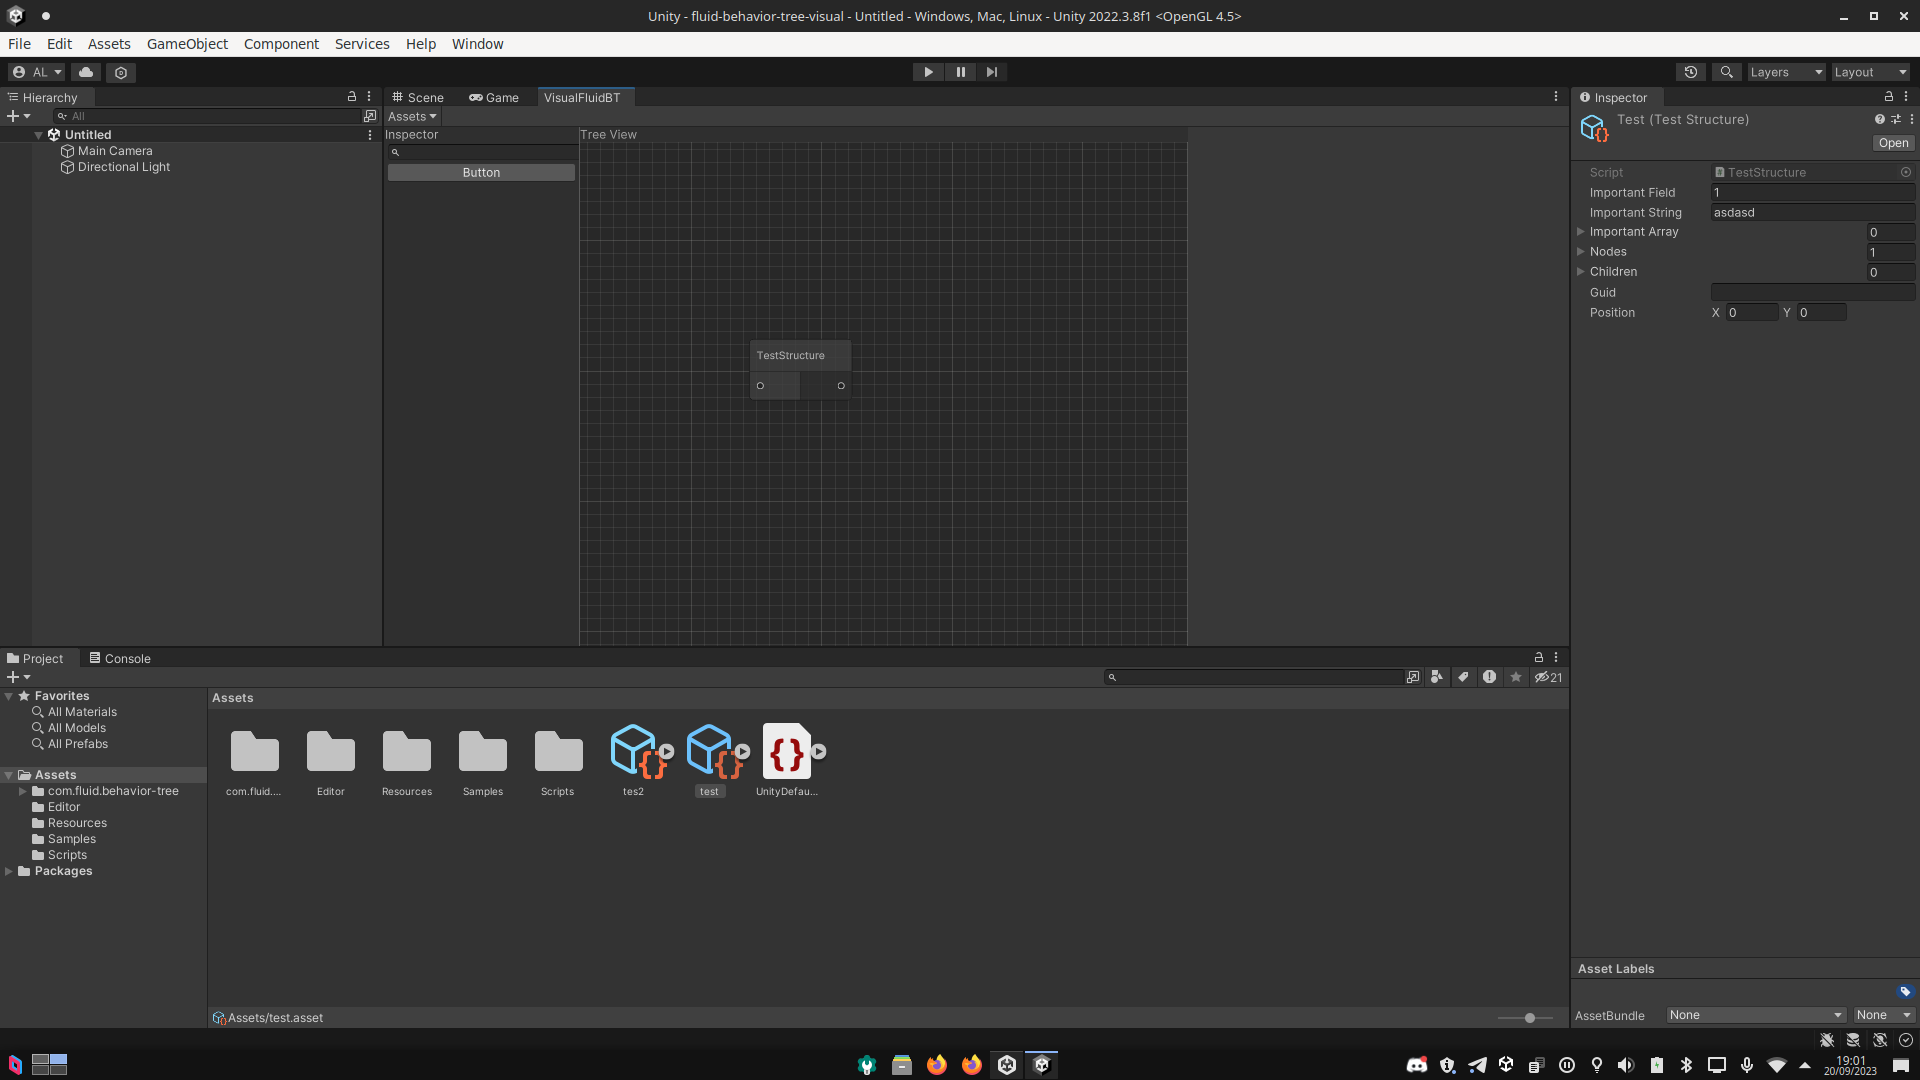 Unity - fluid-behavior-tree-visual - Untitled - Windows, Mac, Linux - Unity 2022.3.8f1 <OpenGL 4.5>
File Edit Assets GameObject Component Services Help Window
AL Layers Layout
Hierarchy
All
Untitled
Main Camera
Directional Light
Scene Game VisualFluidBT
Assets
Inspector
Button
Tree View
TestStructure
Inspector
Test (Test Structure)
Open
Script TestStructure
Important Field 1
Important String asdasd
Important Array 0
Nodes 1
Children 0
Guid
Position X 0 Y 0
Project Console
21
Favorites
All Materials
All Models
All Prefabs
Assets
com.fluid.behavior-tree
Editor
Resources
Samples
Scripts
Packages
Assets
com.fluid.... Editor Resources Samples Scripts tes2 test UnityDefau...
Assets/test.asset
Asset Labels
AssetBundle None None
19:01
20/09/2023